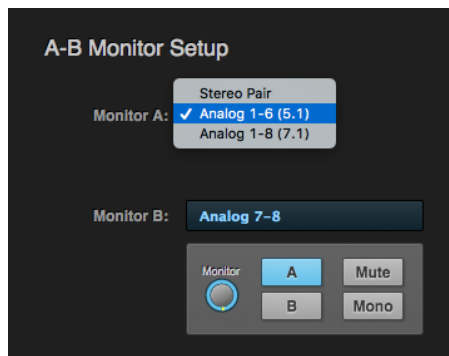 A-B Monitor Setup
Stereo Pair
Monitor A: ✓ Analog 1-6 (5.1)
Analog 1-8 (7.1)
Monitor B: Analog 7-8
Monitor A Mute
B Mono